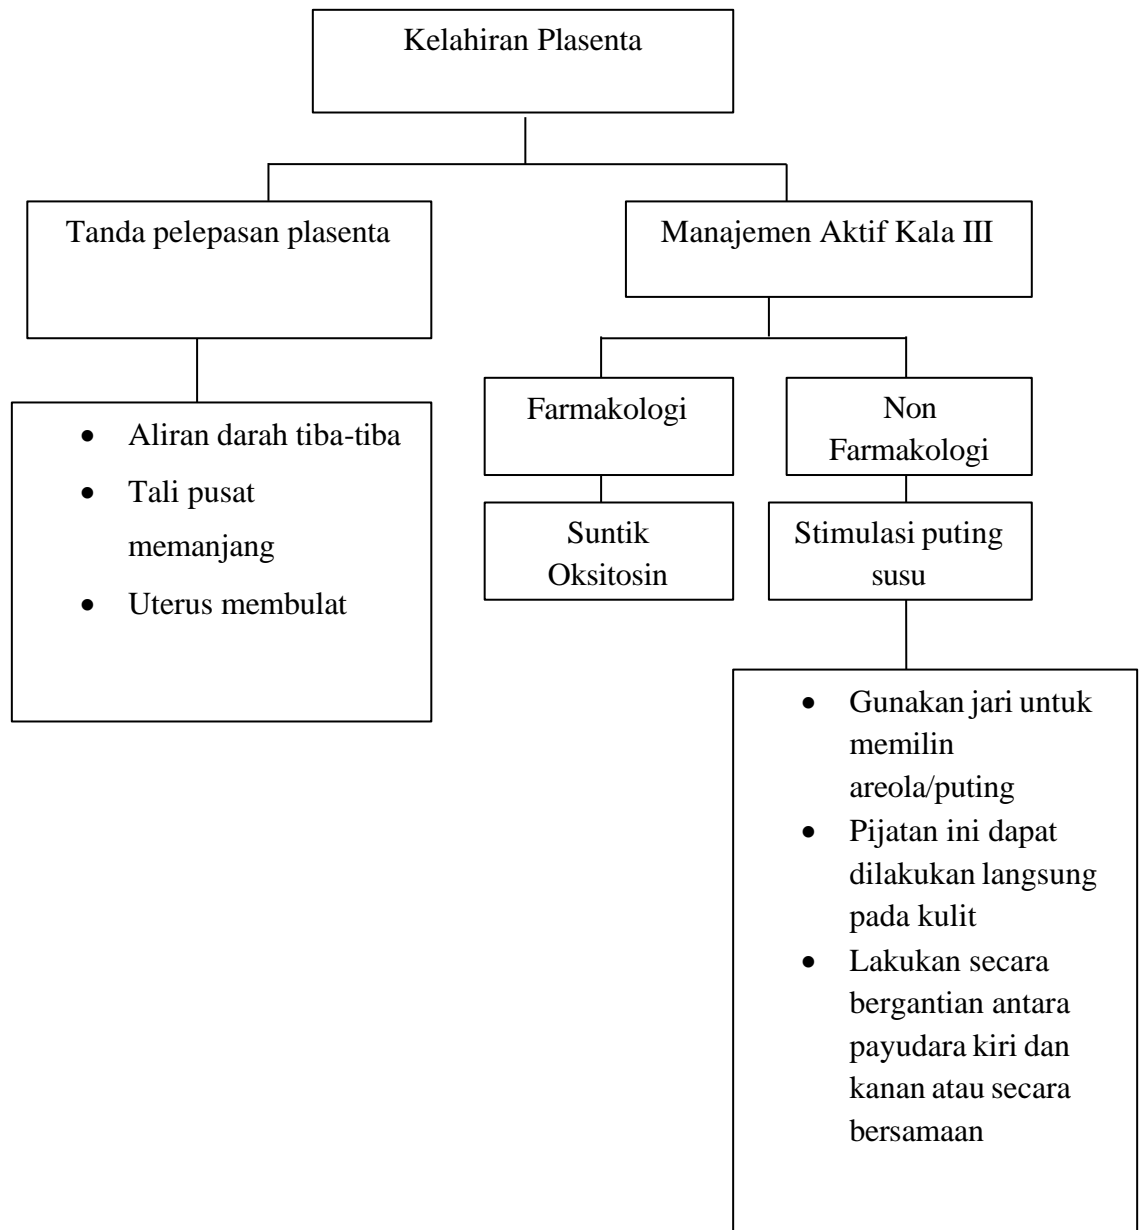 Kelahiran Plasenta
Tanda pelepasan plasenta
Manajemen Aktif Kala III
• Aliran darah tiba-tiba
• Tali pusat
memanjang
• Uterus membulat
Farmakologi
Non
Farmakologi
Suntik
Oksitosin
Stimulasi puting
susu
• Gunakan jari untuk
memilin
areola/puting
• Pijatan ini dapat
dilakukan langsung
pada kulit
• Lakukan secara
bergantian antara
payudara kiri dan
kanan atau secara
bersamaan